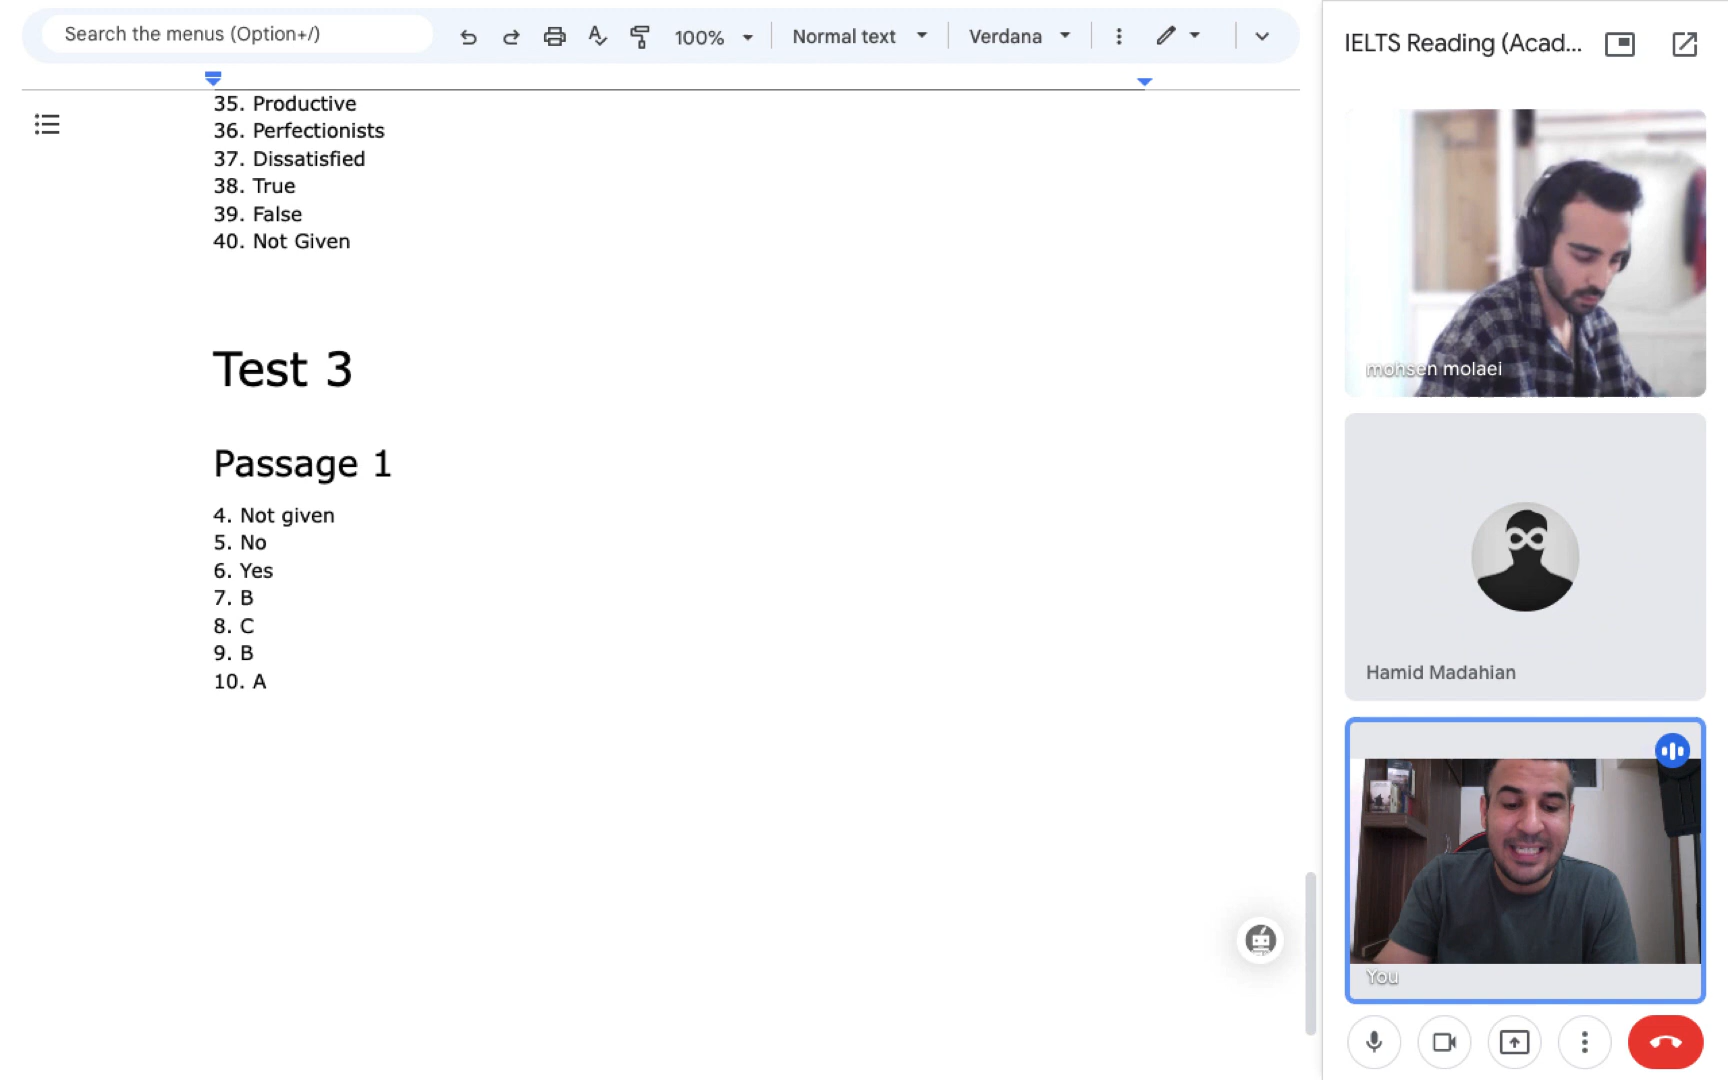 Search the menus (Option+/)
100%
Normal text
Verdana
IELTS Reading (Acad...
35. Productive
36. Perfectionists
37. Dissatisfied
38. True
39. False
40. Not Given
Test 3
Passage 1
4. Not given
5. No
6. Yes
7. B
8. C
9. B
10. A
mohsen molaei
Hamid Madahian
You